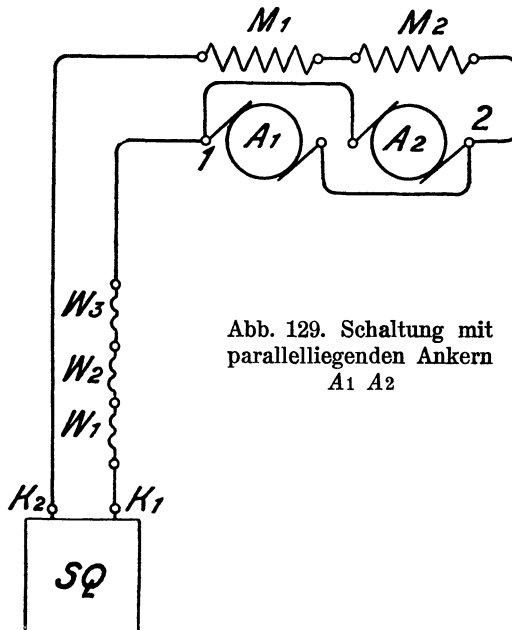 M1 M2
1 A1 A2 2
W3
W2
W1
Abb. 129. Schaltung mit
parallelliegenden Ankern
A1 A2
K2 K1
SQ